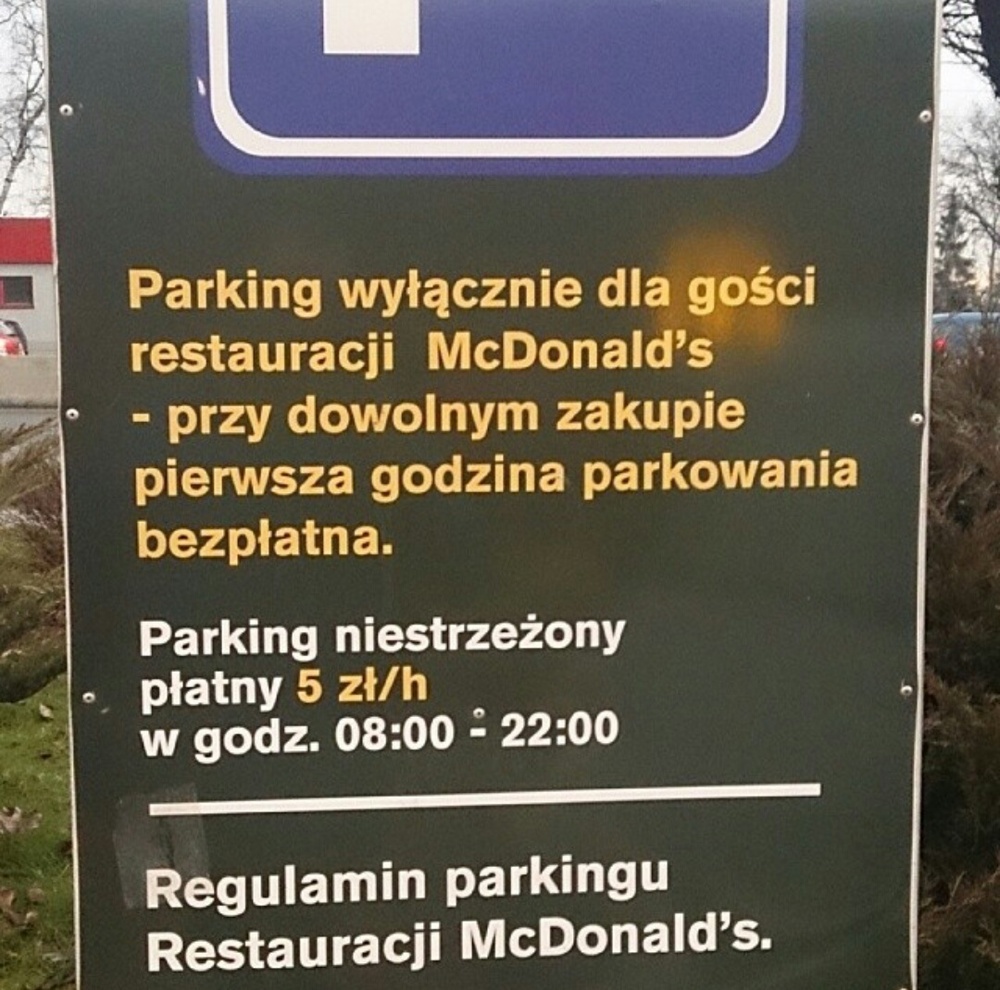 Parking wyłącznie dla gości
restauracji McDonald's
- przy dowolnym zakupie
pierwsza godzina parkowania
bezpłatna.
Parking niestrzeżony
płatny 5 zł/h
w godz. 08:00 - 22:00
Regulamin parkingu
Restauracji McDonald's.